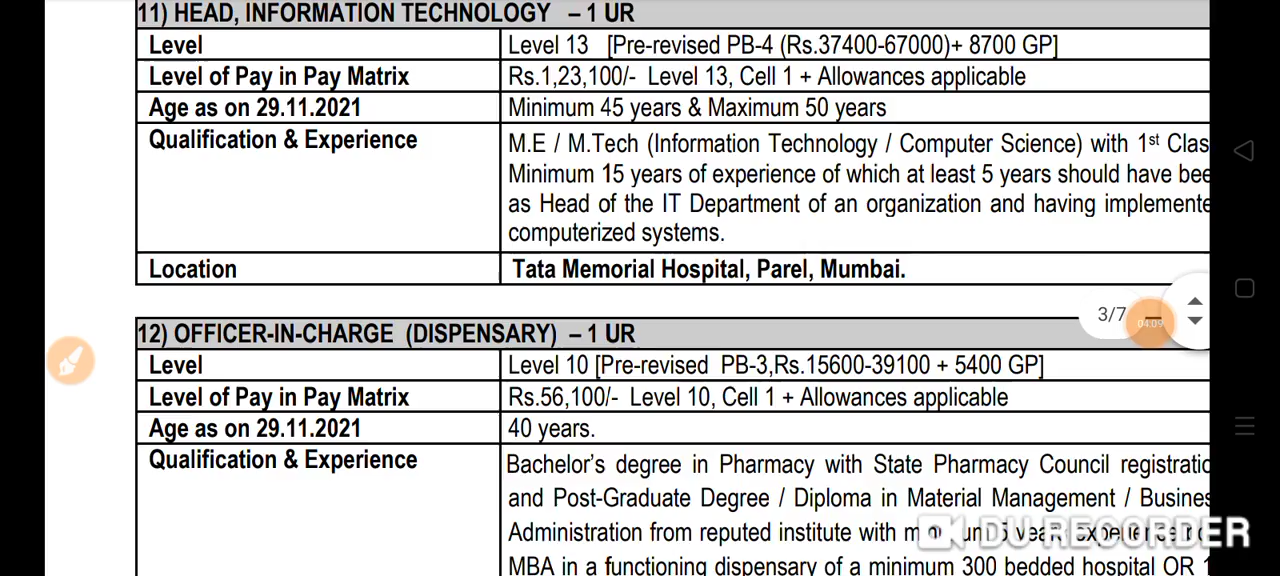 11) HEAD, INFORMATION TECHNOLOGY – 1 UR
Level Level 13 [Pre-revised PB-4 (Rs.37400-67000)+ 8700 GP]
Level of Pay in Pay Matrix Rs.1,23,100/- Level 13, Cell 1 + Allowances applicable
Age as on 29.11.2021 Minimum 45 years & Maximum 50 years
Qualification & Experience M.E / M.Tech (Information Technology / Computer Science) with 1st Clas
Minimum 15 years of experience of which at least 5 years should have bee
as Head of the IT Department of an organization and having implemente
computerized systems.
Location Tata Memorial Hospital, Parel, Mumbai.
3/7
04:09
12) OFFICER-IN-CHARGE (DISPENSARY) – 1 UR
Level Level 10 [Pre-revised PB-3,Rs.15600-39100 + 5400 GP]
Level of Pay in Pay Matrix Rs.56,100/- Level 10, Cell 1 + Allowances applicable
Age as on 29.11.2021 40 years.
Qualification & Experience Bachelor's degree in Pharmacy with State Pharmacy Council registratio
and Post-Graduate Degree / Diploma in Material Management / Busines
Administration from reputed institute with 5 year experience
DU RECORDER
MBA in a functioning dispensary of a minimum 300 bedded hospital OR 1